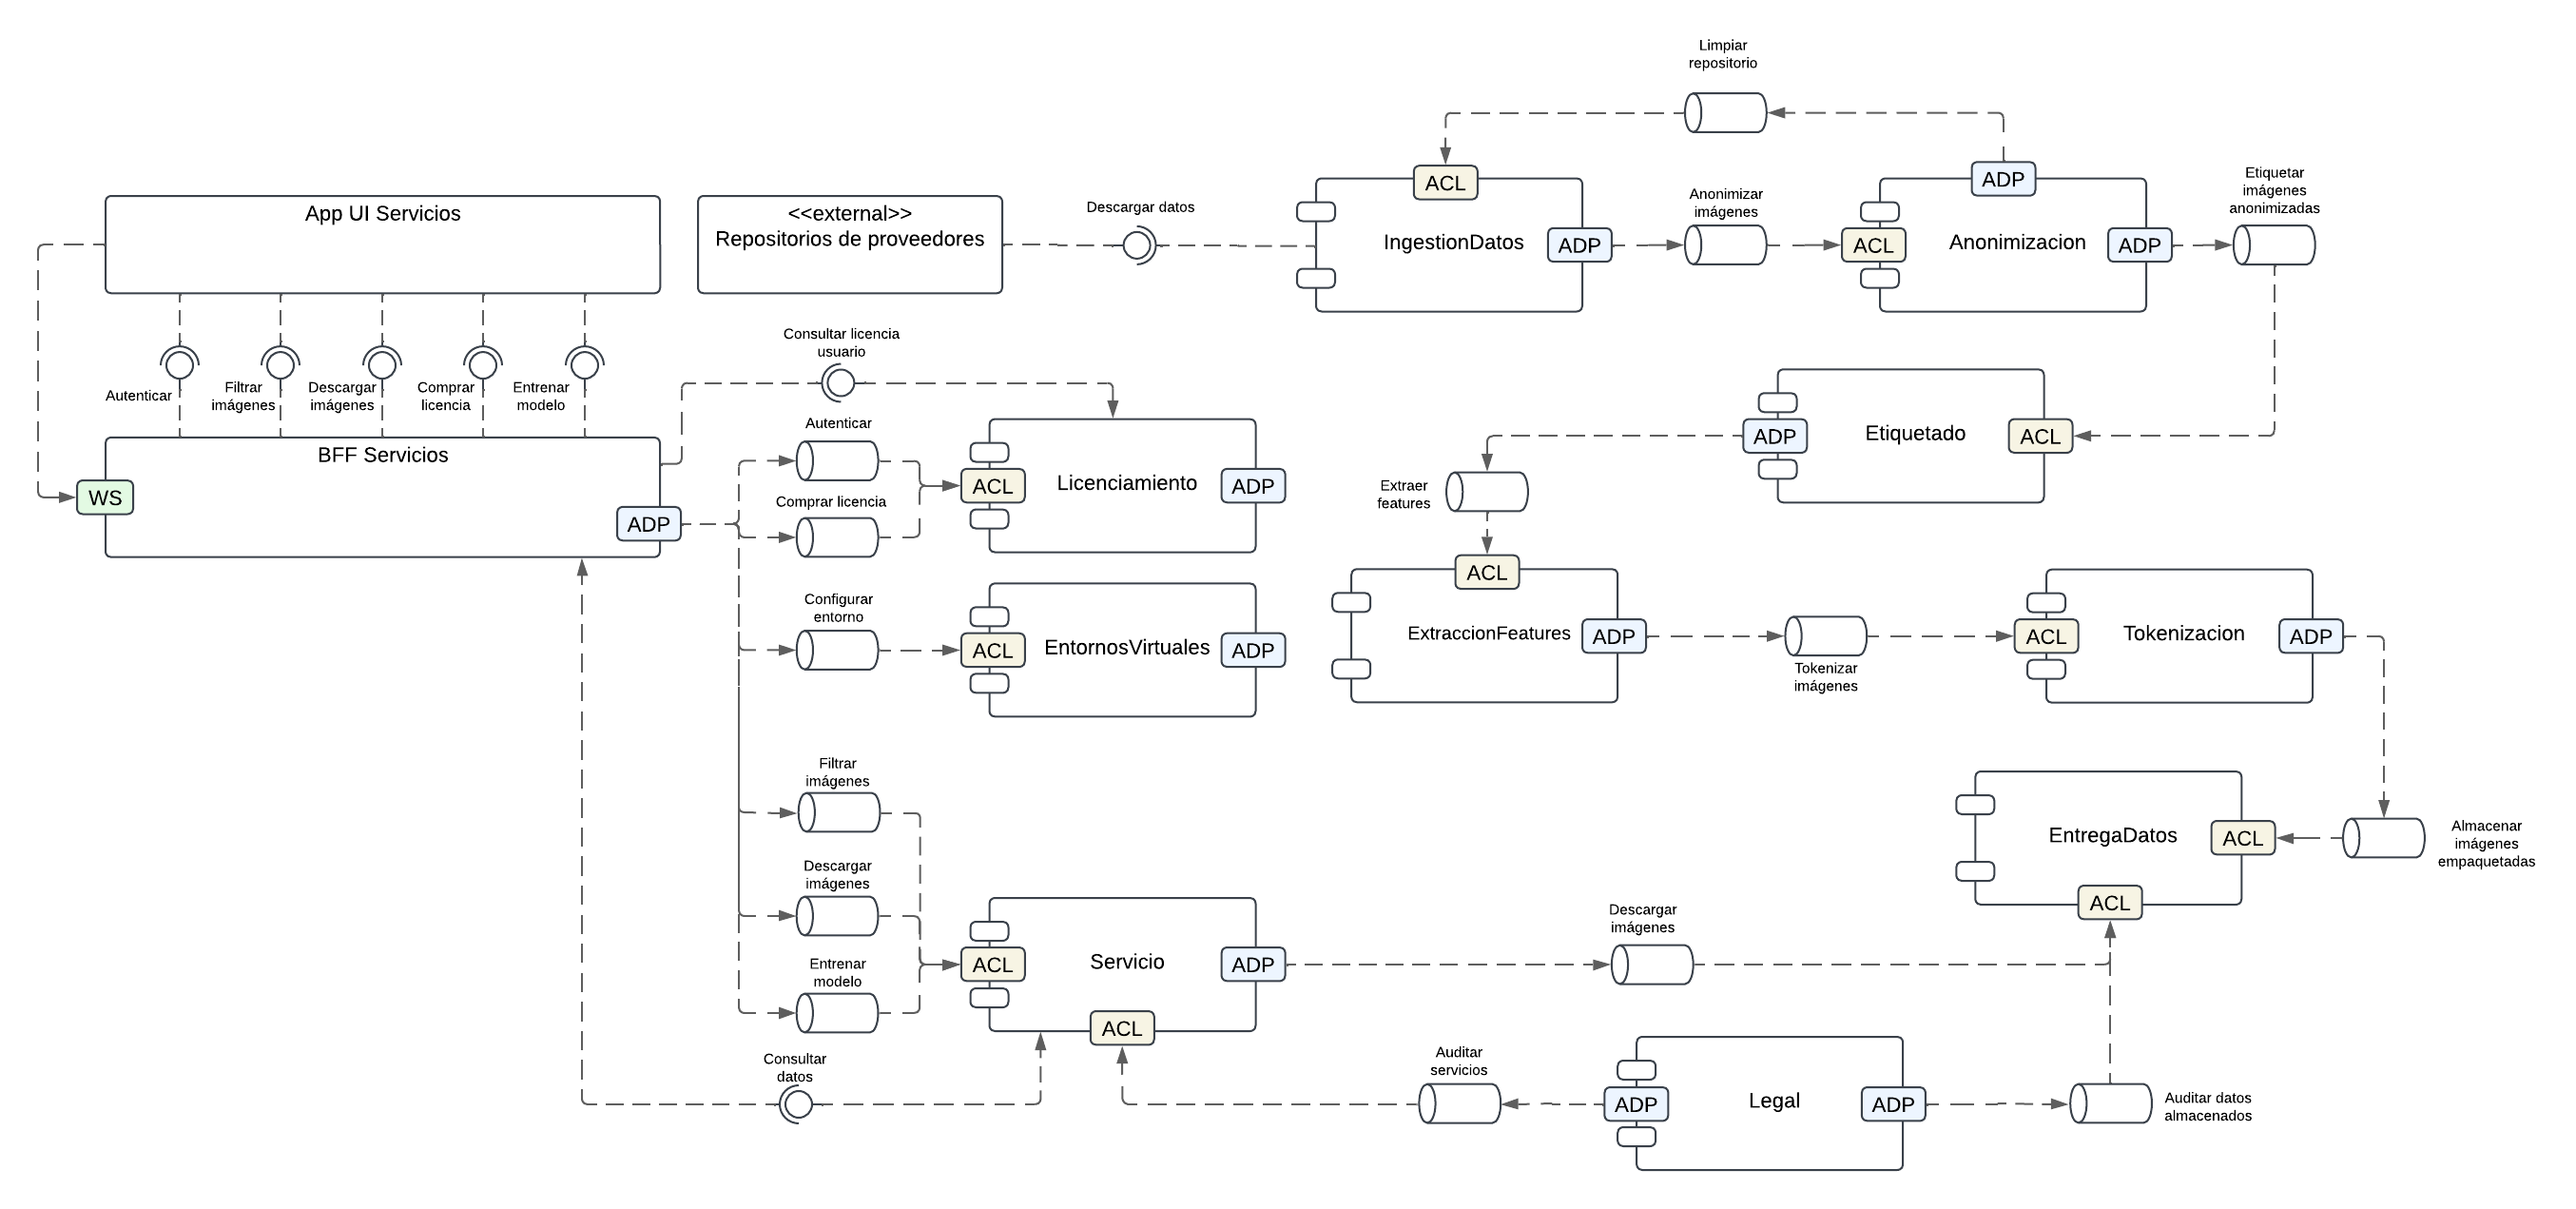 Limpiar
repositorio
App UI Servicios
<<external>>
Repositorios de proveedores
Descargar datos
ACL
IngestionDatos
ADP
Anonimizar
imágenes
ACL
ADP
Anonimizacion
ADP
Etiquetar
imágenes
anonimizadas
Autenticar
Filtrar
imágenes
Descargar
imágenes
Comprar
licencia
Entrenar
modelo
Consultar licencia
usuario
BFF Servicios
WS
ADP
Autenticar
Comprar licencia
ACL
Licenciamiento
ADP
ADP
Etiquetado
ACL
Extraer
features
Configurar
entorno
ACL
EntornosVirtuales
ADP
ACL
ExtraccionFeatures
ADP
Tokenizar
imágenes
ACL
Tokenizacion
ADP
Filtrar
imágenes
Descargar
imágenes
Entrenar
modelo
ACL
Servicio
ADP
ACL
Descargar
imágenes
EntregaDatos
ACL
ACL
Almacenar
imágenes
empaquetadas
Consultar
datos
Auditar
servicios
ADP
Legal
ADP
Auditar datos
almacenados